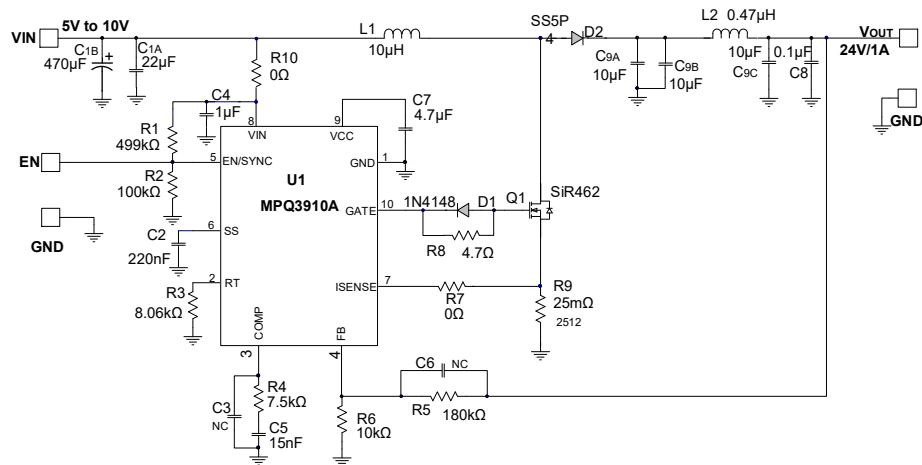 VIN
5V to 10V
C1B
470µF
C1A
22µF
R10
0Ω
L1
10µH
SS5P
4
D2
C9A
10µF
C9B
10µF
L2 0.47µH
10µF
C9C
0.1µF
C8
VOUT
24V/1A
GND
C4
1µF
C7
4.7µF
R1
499kΩ
EN
R2
100kΩ
GND
8
VIN
9
VCC
5
EN/SYNC
GND
1
U1
MPQ3910A
GATE
10
1N4148
D1
Q1
SiR462
R8
4.7Ω
6
SS
C2
220nF
2
RT
R3
8.06kΩ
ISENSE
7
R7
0Ω
R9
25mΩ
2512
COMP
3
FB
4
C6
NC
R5
180kΩ
R4
7.5kΩ
C3
NC
C5
15nF
R6
10kΩ